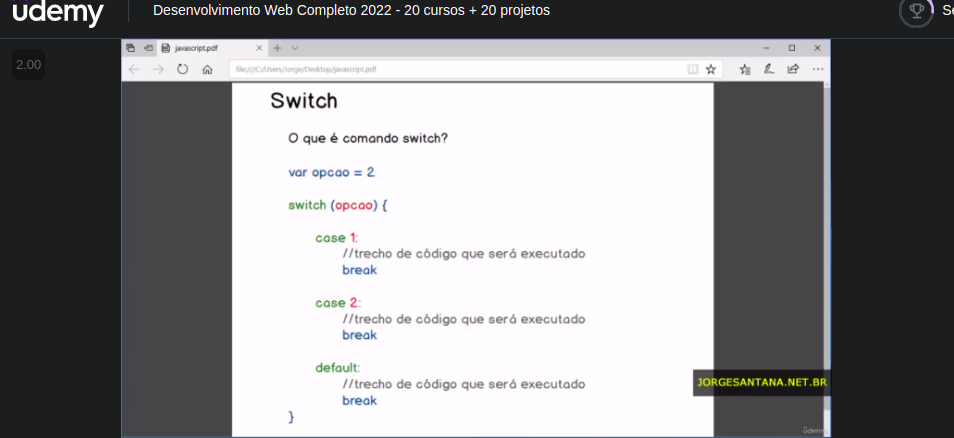 udemy
Desenvolvimento Web Completo 2022 - 20 cursos + 20 projetos
Se
2.00
javascript.pdf
file:///C:/Users/Jorge/Desktop/javascript.pdf
Switch
O que é comando switch?
var opcao = 2
switch (opcao) {
case 1:
//trecho de código que será executado
break
case 2:
//trecho de código que será executado
break
default:
//trecho de código que será executado
break
}
JORGESANTANA.NET.BR
udemy